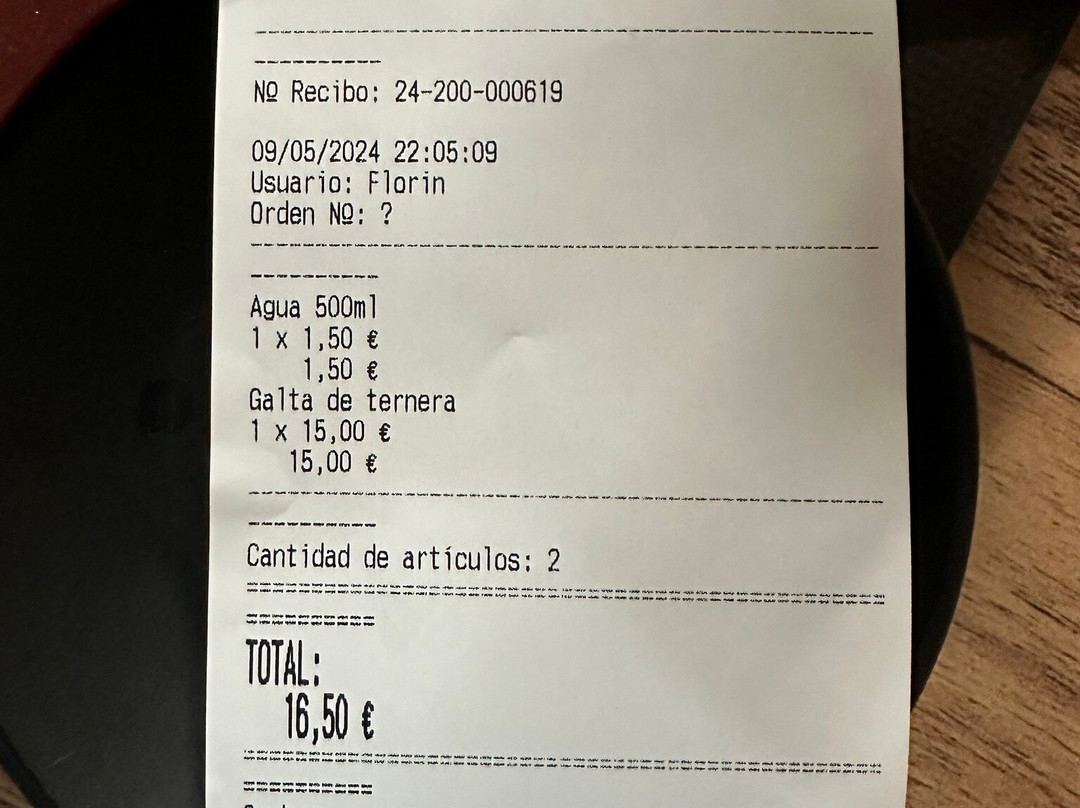 Nº Recibo: 24-200-000619
09/05/2024 22:05:09
Usuario: Florin
Orden Nº: ?
Agua 500ml
1 x 1,50 €
1,50 €
Galta de ternera
1 x 15,00 €
15,00 €
Cantidad de artículos: 2
TOTAL:
16,50 €